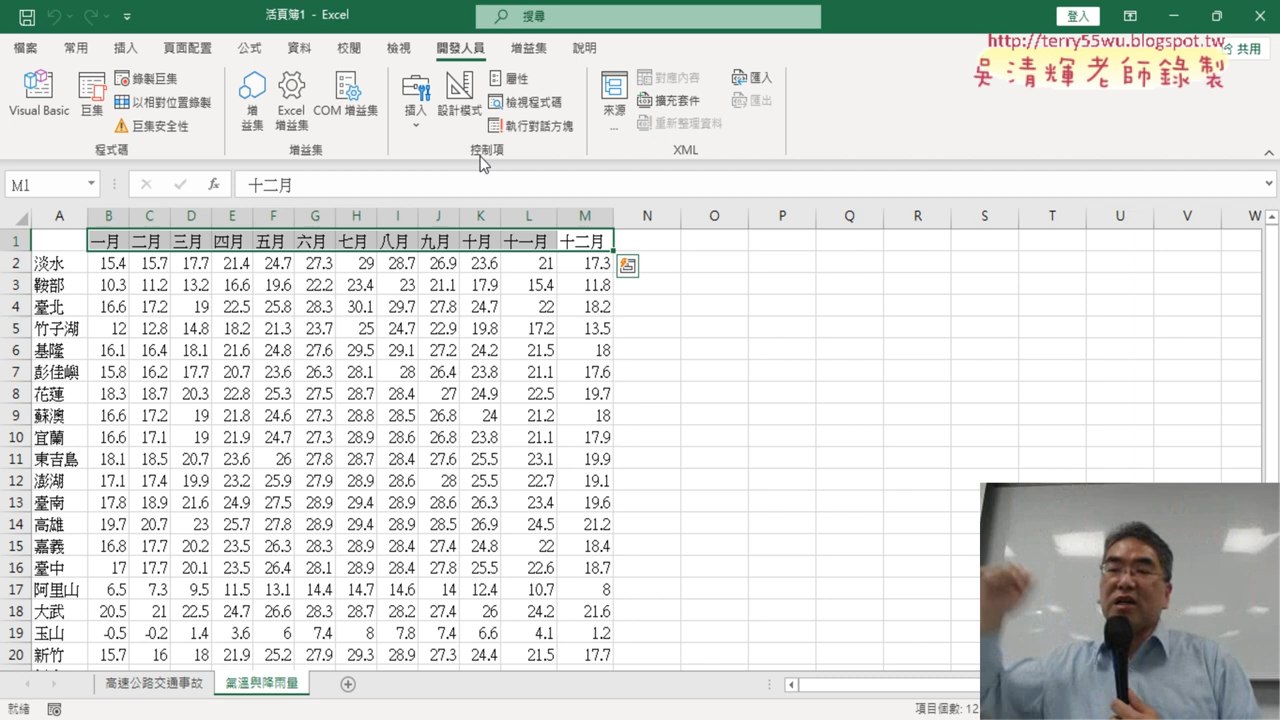 活頁簿1 - Excel
搜尋
登入
檔案 常用 插入 頁面配置 公式 資料 校閱 檢視 開發人員 增益集 說明
共用
http://terry55wu.blogspot.tw
吳清輝老師錄製
Visual Basic 巨集 錄製巨集 以相對位置錄製 巨集安全性
增益集 Excel 增益集 COM 增益集
插入 設計模式 屬性 檢視程式碼 執行對話方塊
來源 ... 對應內容 擴充套件 重新整理資料 匯入 匯出
程式碼 增益集 控制項 XML
M1 fx 十二月
A B C D E F G H I J K L M N O P Q R S T U V W
1 一月 二月 三月 四月 五月 六月 七月 八月 九月 十月 十一月 十二月
2 淡水 15.4 15.7 17.7 21.4 24.7 27.3 29 28.7 26.9 23.6 21 17.3
3 鞍部 10.3 11.2 13.2 16.6 19.6 22.2 23.4 23 21.1 17.9 15.4 11.8
4 臺北 16.6 17.2 19 22.5 25.8 28.3 30.1 29.7 27.8 24.7 22 18.2
5 竹子湖 12 12.8 14.8 18.2 21.3 23.7 25 24.7 22.9 19.8 17.2 13.5
6 基隆 16.1 16.4 18.1 21.6 24.8 27.6 29.5 29.1 27.2 24.2 21.5 18
7 彭佳嶼 15.8 16.2 17.7 20.7 23.6 26.3 28.1 28 26.4 23.8 21.1 17.6
8 花蓮 18.3 18.7 20.3 22.8 25.3 27.5 28.7 28.4 27 24.9 22.5 19.7
9 蘇澳 16.6 17.2 19 21.8 24.6 27.3 28.8 28.5 26.8 24 21.2 18
10 宜蘭 16.6 17.1 19 21.9 24.7 27.3 28.9 28.6 26.8 23.8 21.1 17.9
11 東吉島 18.1 18.5 20.7 23.6 26 27.8 28.7 28.4 27.6 25.5 23.1 19.9
12 澎湖 17.1 17.4 19.9 23.2 25.9 27.9 28.9 28.6 28 25.5 22.7 19.1
13 臺南 17.8 18.9 21.6 24.9 27.5 28.9 29.4 28.9 28.6 26.3 23.4 19.6
14 高雄 19.7 20.7 23 25.7 27.8 28.9 29.4 28.9 28.5 26.9 24.5 21.2
15 嘉義 16.8 17.7 20.2 23.5 26.3 28.3 28.9 28.4 27.4 24.8 22 18.4
16 臺中 17 17.7 20.1 23.5 26.4 28.1 28.9 28.4 27.8 25.5 22.6 18.7
17 阿里山 6.5 7.3 9.5 11.5 13.1 14.4 14.7 14.6 14 12.4 10.7 8
18 大武 20.5 21 22.5 24.7 26.6 28.3 28.7 28.2 27.4 26 24.2 21.6
19 玉山 -0.5 -0.2 1.4 3.6 6 7.4 8 7.8 7.4 6.6 4.1 1.2
20 新竹 15.7 16 18 21.9 25.2 27.9 29.3 28.9 27.3 24.4 21.5 17.7
高速公路交通事故 氣溫與降雨量
就緒 項目個數: 12